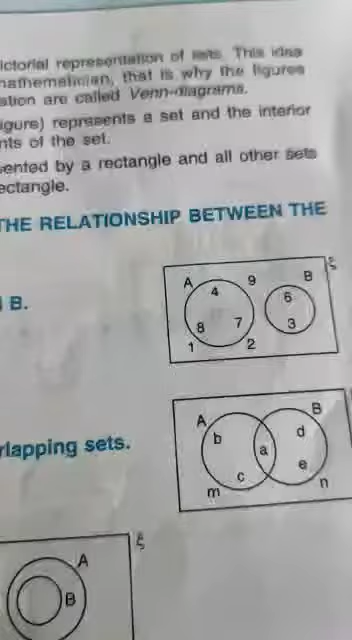 ictorial representation of sets. This idea
mathematician, that is why the figures
ation are called Venn-diagrams.
igure) represents a set and the interior
nts of the set.
sented by a rectangle and all other sets
ectangle.
THE RELATIONSHIP BETWEEN THE
B.
ξ
A 9 B
4 6
8 7 3
1 2
rlapping sets.
A B
b d
a
c e
m n
ξ
A
B